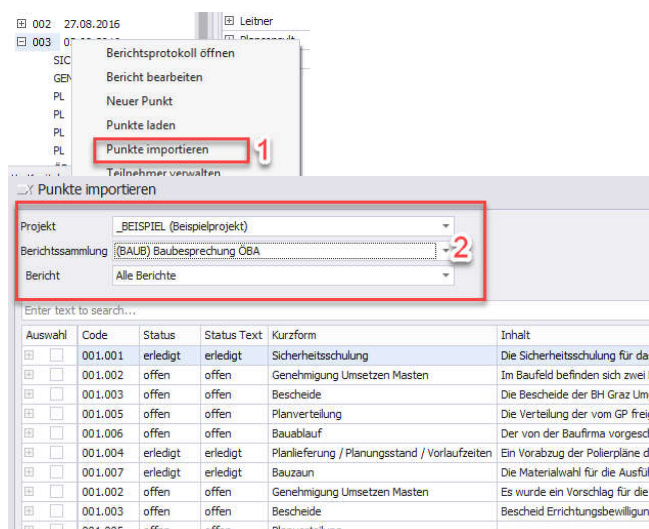 002 27.08.2016 Leitner
003
SIC Berichtsprotokoll öffnen
GEN Bericht bearbeiten
PL Neuer Punkt
PL Punkte laden
PL
PL Punkte importieren 1
Teilnehmer verwalten
Punkte importieren
Projekt _BEISPIEL (Beispielprojekt)
Berichtssammlung (BAUB) Baubesprechung ÖBA 2
Bericht Alle Berichte
Enter text to search...
Auswahl Code Status Status Text Kurzform Inhalt
001.001 erledigt erledigt Sicherheitsschulung Die Sicherheitsschulung für da
001.002 offen offen Genehmigung Umsetzen Masten Im Baufeld befinden sich zwei
001.003 offen offen Bescheide Die Bescheide der BH Graz Um
001.005 offen offen Planverteilung Die Verteilung der vom GP frei
001.006 offen offen Bauablauf Der von der Baufirma vorgesc
001.004 erledigt erledigt Planlieferung / Planungsstand / Vorlaufzeiten Ein Vorabzug der Polierpläne d
001.007 erledigt erledigt Bauzaun Die Materialwahl für die Ausfü
001.002 offen offen Genehmigung Umsetzen Masten Es wurde ein Vorschlag für die
001.003 offen offen Bescheide Bescheid Errichtungsbewilligun